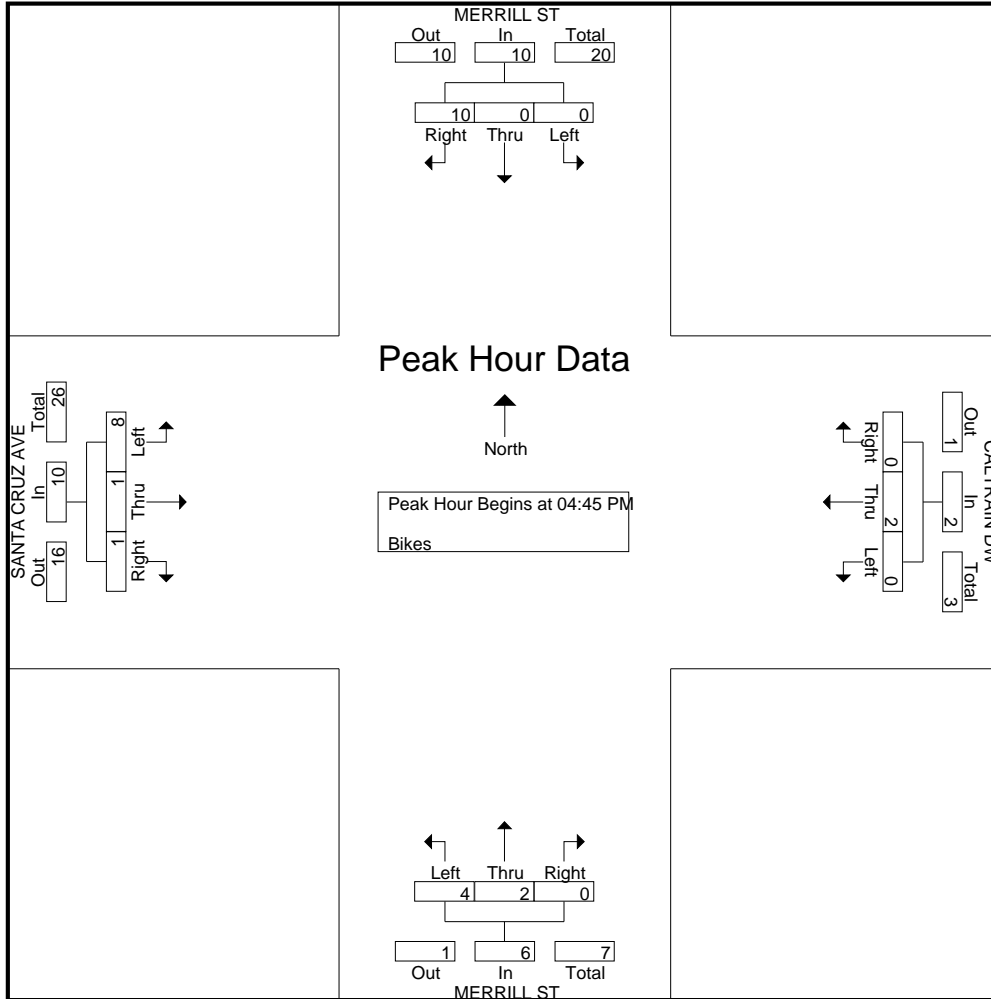 MERRILL ST
Out In Total
10 10 20
10 0 0
Right Thru Left
Peak Hour Data
North
Peak Hour Begins at 04:45 PM
Bikes
SANTA CRUZ AVE
Out In Total
16 10 26
Right Thru Left
1 1 8
CALTRAIN DW
Out In Total
1 2 3
Right Thru Left
0 2 0
Left Thru Right
4 2 0
1 6 7
Out In Total
MERRILL ST